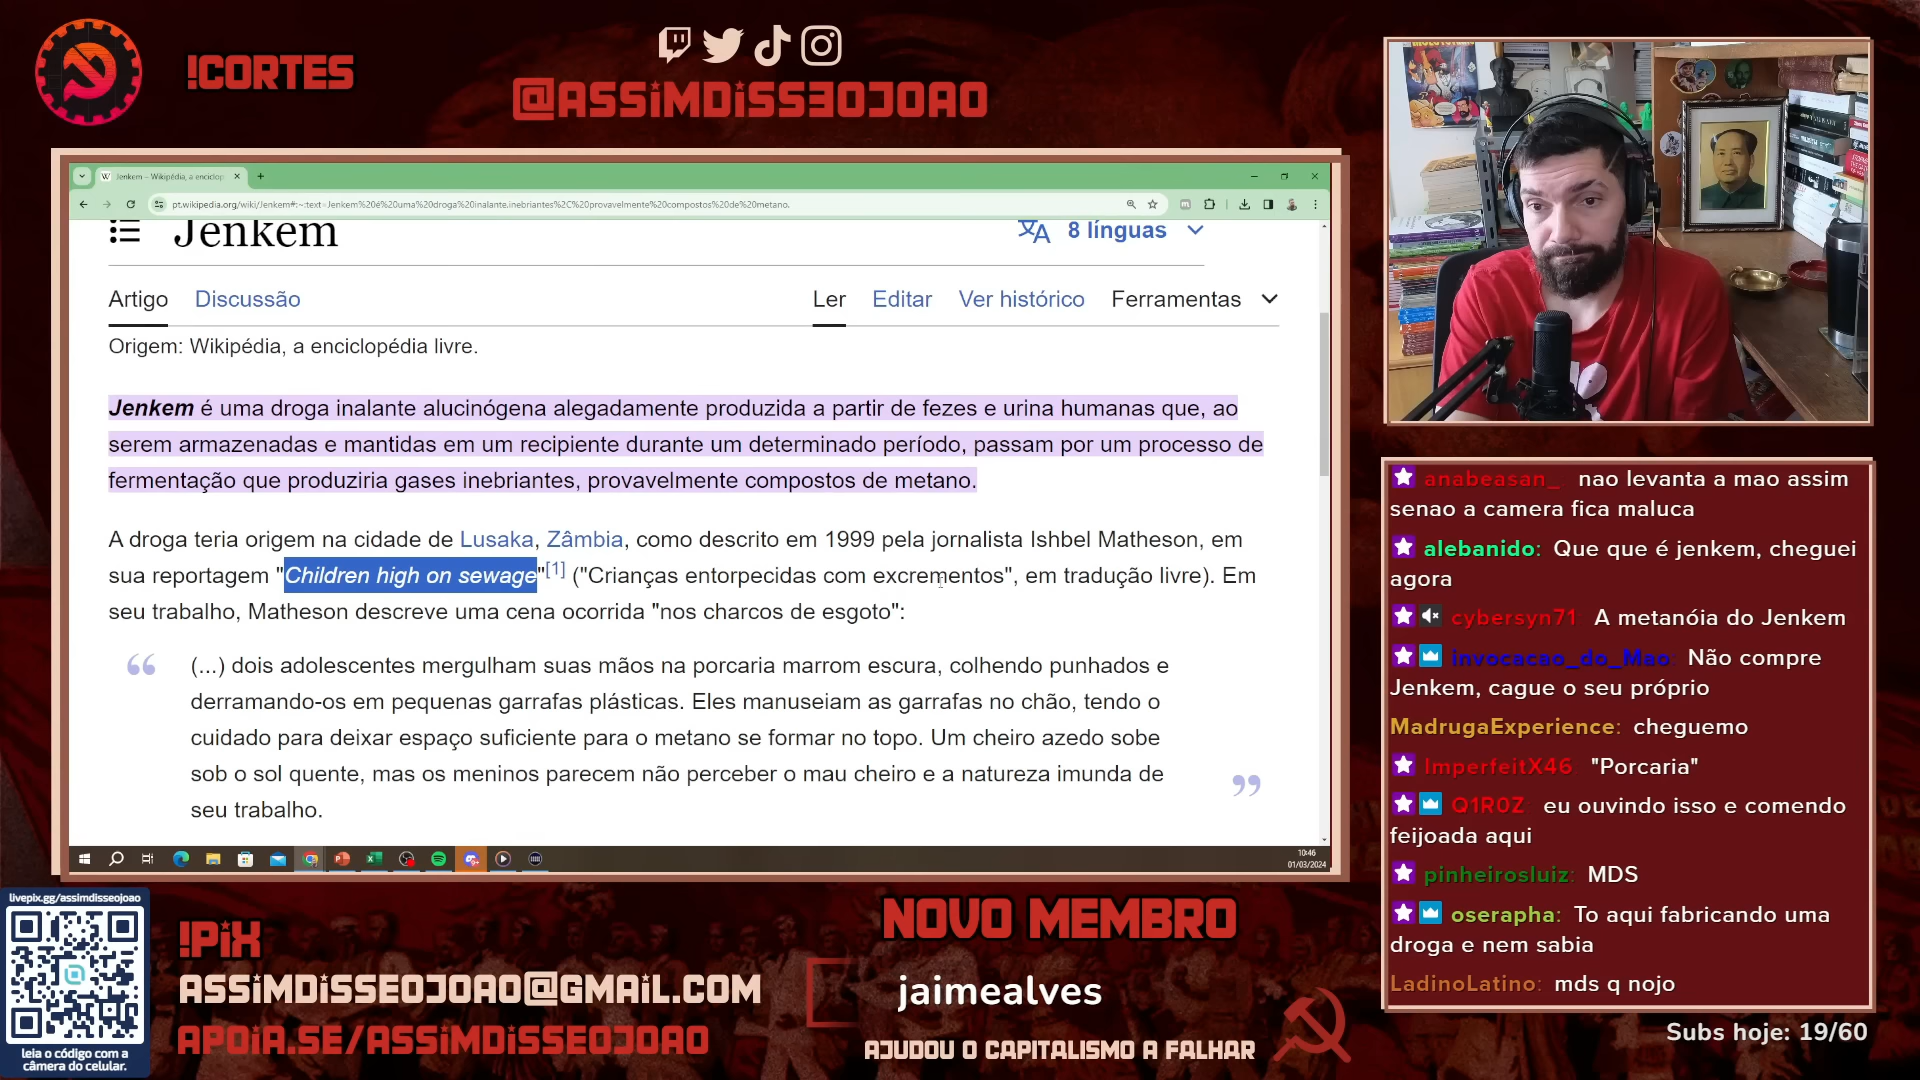 !CORTES
@ASSIMDISSEOJOAO
Jenkem – Wikipédia, a enciclop
pt.wikipedia.org/wiki/Jenkem#:~:text=Jenkem%20é%20uma%20droga%20inalante,inebriantes%2C%20provavelmente%20compostos%20de%20metano.
Jenkem
8 línguas
Artigo
Discussão
Ler
Editar
Ver histórico
Ferramentas
Origem: Wikipédia, a enciclopédia livre.
Jenkem é uma droga inalante alucinógena alegadamente produzida a partir de fezes e urina humanas que, ao
serem armazenadas e mantidas em um recipiente durante um determinado período, passam por um processo de
fermentação que produziria gases inebriantes, provavelmente compostos de metano.
A droga teria origem na cidade de Lusaka, Zâmbia, como descrito em 1999 pela jornalista Ishbel Matheson, em
sua reportagem "Children high on sewage"[1] ("Crianças entorpecidas com excrementos", em tradução livre). Em
seu trabalho, Matheson descreve uma cena ocorrida "nos charcos de esgoto":
“ (...) dois adolescentes mergulham suas mãos na porcaria marrom escura, colhendo punhados e
derramando-os em pequenas garrafas plásticas. Eles manuseiam as garrafas no chão, tendo o
cuidado para deixar espaço suficiente para o metano se formar no topo. Um cheiro azedo sobe
sob o sol quente, mas os meninos parecem não perceber o mau cheiro e a natureza imunda de ”
seu trabalho.
10:46
01/03/2024
anabeasan_ nao levanta a mao assim
senao a camera fica maluca
alebanido: Que que é jenkem, cheguei
agora
cybersyn71 A metanóia do Jenkem
invocacao_do_Mao: Não compre
Jenkem, cague o seu próprio
MadrugaExperience: cheguemo
ImperfeitX46 "Porcaria"
Q1R0Z eu ouvindo isso e comendo
feijoada aqui
pinheirosluiz: MDS
oserapha: To aqui fabricando uma
droga e nem sabia
LadinoLatino: mds q nojo
Subs hoje: 19/60
livepix.gg/assimdisseojoao
leia o código com a
câmera do celular.
!PIX
ASSIMDISSEOJOAO@GMAIL.COM
APOIA.SE/ASSIMDISSEOJOAO
NOVO MEMBRO
jaimealves
AJUDOU O CAPITALISMO A FALHAR